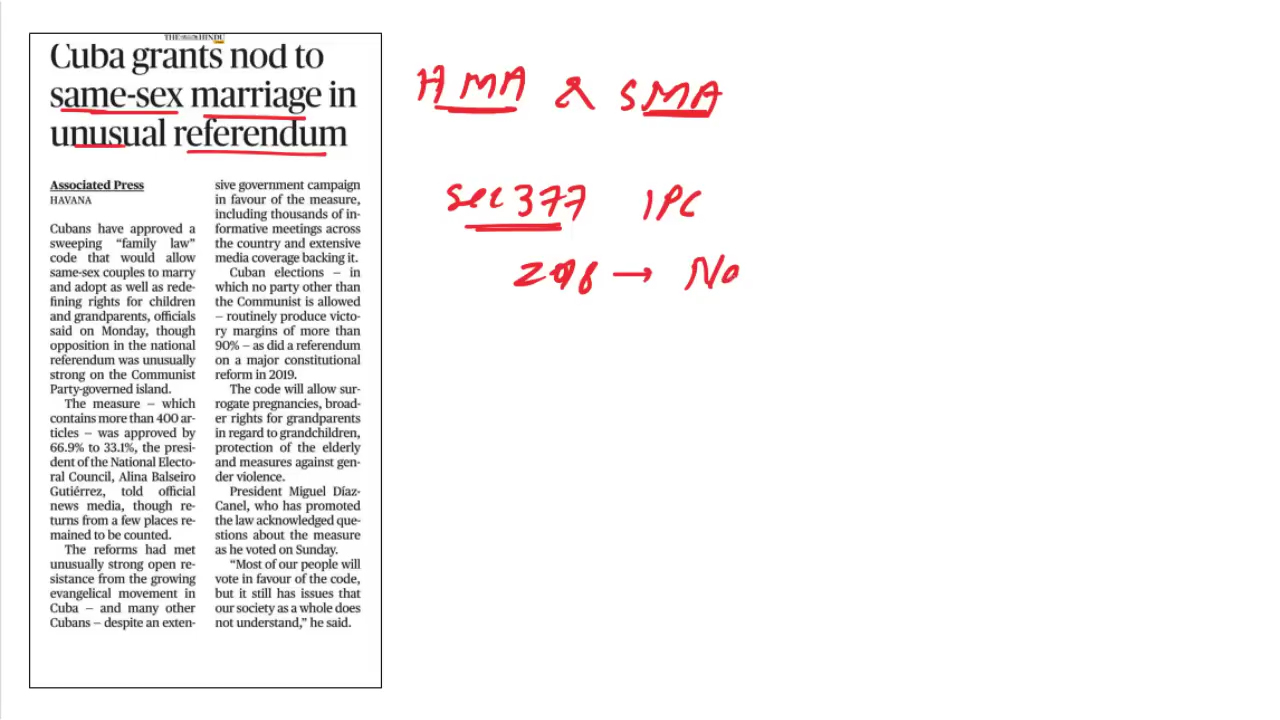 THE HINDU
Cuba grants nod to
same-sex marriage in
unusual referendum
Associated Press
HAVANA
Cubans have approved a
sweeping “family law”
code that would allow
same-sex couples to marry
and adopt as well as rede-
fining rights for children
and grandparents, officials
said on Monday, though
opposition in the national
referendum was unusually
strong on the Communist
Party-governed island.
The measure – which
contains more than 400 ar-
ticles – was approved by
66.9% to 33.1%, the presi-
dent of the National Electo-
ral Council, Alina Balseiro
Gutiérrez, told official
news media, though re-
turns from a few places re-
mained to be counted.
The reforms had met
unusually strong open re-
sistance from the growing
evangelical movement in
Cuba – and many other
Cubans – despite an exten-
sive government campaign
in favour of the measure,
including thousands of in-
formative meetings across
the country and extensive
media coverage backing it.
Cuban elections – in
which no party other than
the Communist is allowed
– routinely produce victo-
ry margins of more than
90% – as did a referendum
on a major constitutional
reform in 2019.
The code will allow sur-
rogate pregnancies, broad-
er rights for grandparents
in regard to grandchildren,
protection of the elderly
and measures against gen-
der violence.
President Miguel Díaz-
Canel, who has promoted
the law acknowledged que-
stions about the measure
as he voted on Sunday.
“Most of our people will
vote in favour of the code,
but it still has issues that
our society as a whole does
not understand,” he said.
HMA & SMA
Sec 377 IPC
→ No